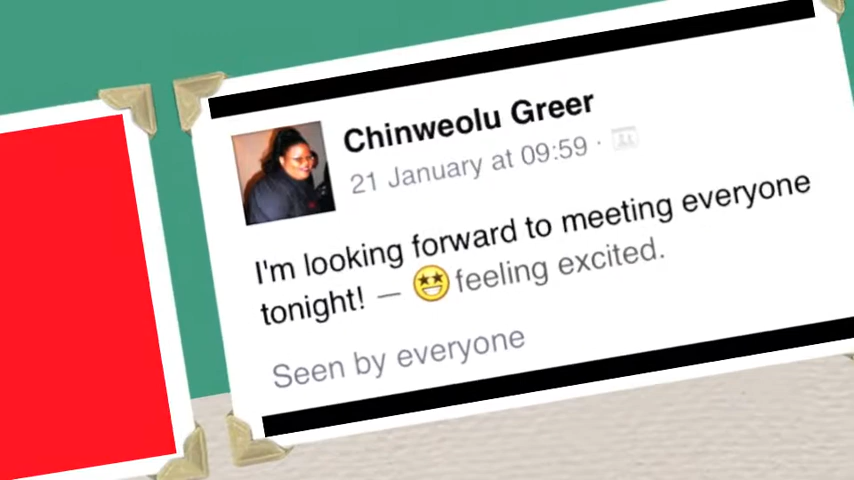 Chinweolu Greer
21 January at 09:59 ·
I'm looking forward to meeting everyone
tonight! — 🤩 feeling excited.
Seen by everyone